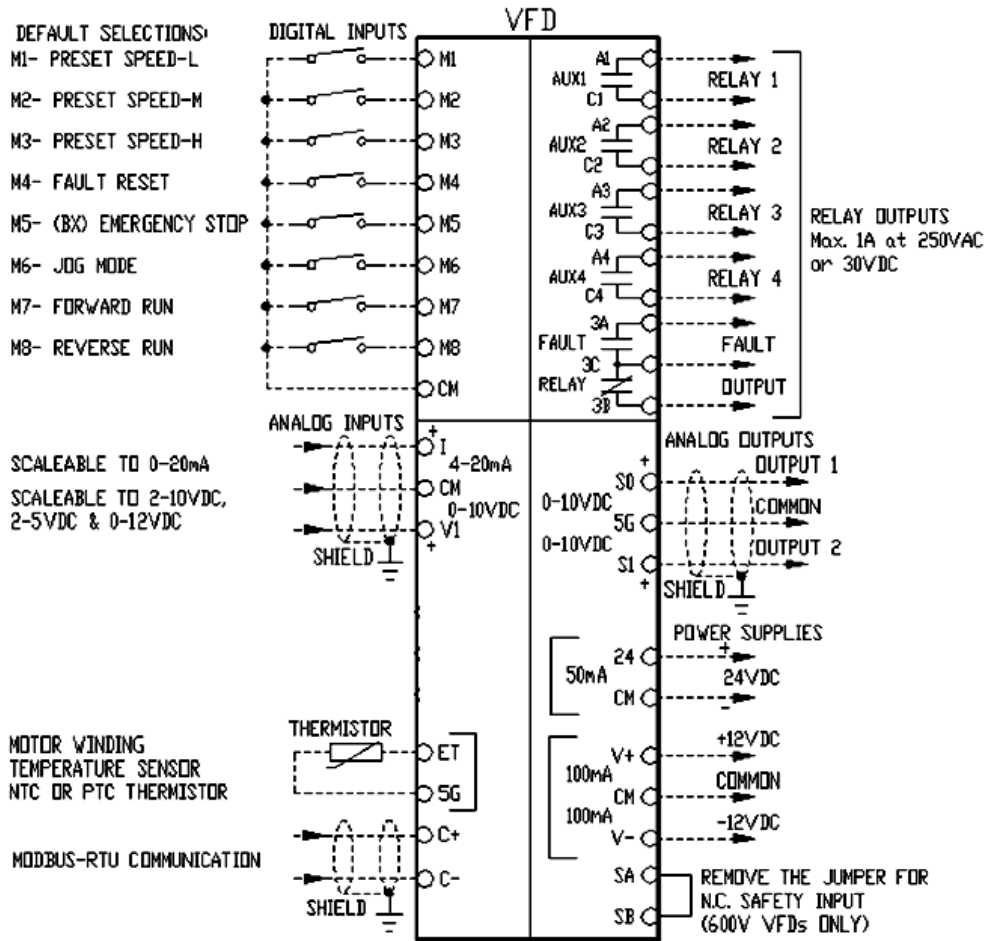 VFD
DEFAULT SELECTIONS:
DIGITAL INPUTS
M1- PRESET SPEED-L
M2- PRESET SPEED-M
M3- PRESET SPEED-H
M4- FAULT RESET
M5- (BX) EMERGENCY STOP
M6- JOG MODE
M7- FORWARD RUN
M8- REVERSE RUN
M1
M2
M3
M4
M5
M6
M7
M8
CM
A1
AUX1
C1
RELAY 1
A2
AUX2
C2
RELAY 2
A3
AUX3
C3
RELAY 3
A4
AUX4
C4
RELAY 4
3A
FAULT
3C
RELAY
3B
FAULT
OUTPUT
RELAY OUTPUTS
Max. 1A at 250VAC
or 30VDC
ANALOG INPUTS
SCALEABLE TO 0-20mA
SCALEABLE TO 2-10VDC,
2-5VDC & 0-12VDC
+
I
4-20mA
CM
0-10VDC
V1
+
SHIELD
ANALOG OUTPUTS
+
S0
OUTPUT 1
0-10VDC
5G
COMMON
0-10VDC
S1
OUTPUT 2
+
SHIELD
POWER SUPPLIES
24
+
50mA
24VDC
CM
-
V+
+12VDC
100mA
CM
COMMON
100mA
V-
-12VDC
THERMISTOR
MOTOR WINDING
TEMPERATURE SENSOR
NTC OR PTC THERMISTOR
ET
5G
C+
MODBUS-RTU COMMUNICATION
C-
SHIELD
SA
SB
REMOVE THE JUMPER FOR
N.C. SAFETY INPUT
(600V VFDs ONLY)